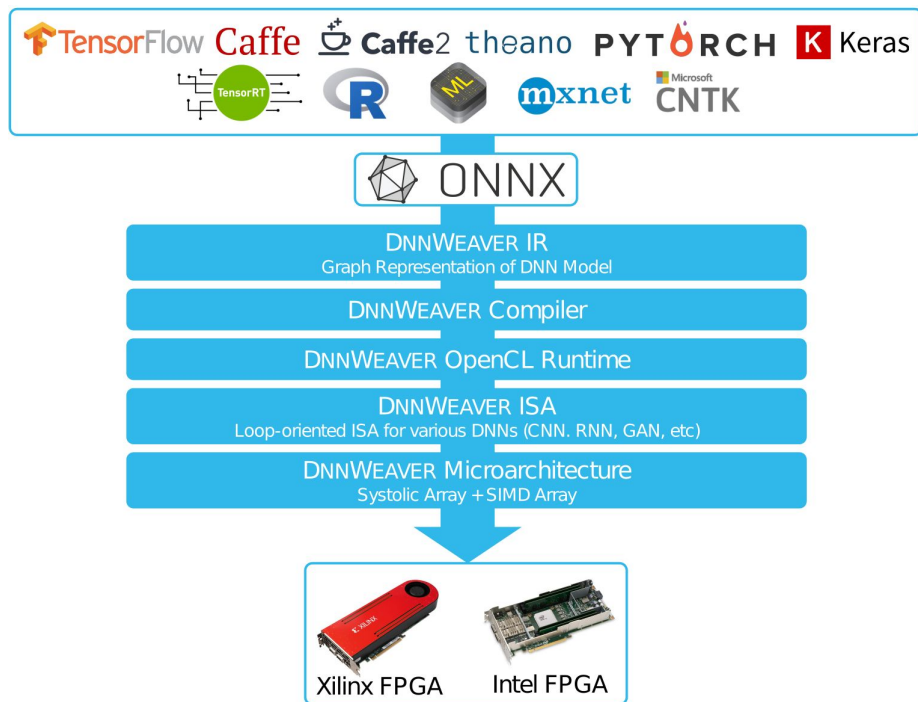 TensorFlow Caffe Caffe2 theano PYTORCH K Keras
TensorRT R ML mxnet Microsoft CNTK
ONNX
DNNWEAVER IR
Graph Representation of DNN Model
DNNWEAVER Compiler
DNNWEAVER OpenCL Runtime
DNNWEAVER ISA
Loop-oriented ISA for various DNNs (CNN. RNN, GAN, etc)
DNNWEAVER Microarchitecture
Systolic Array + SIMD Array
XILINX
Xilinx FPGA Intel FPGA